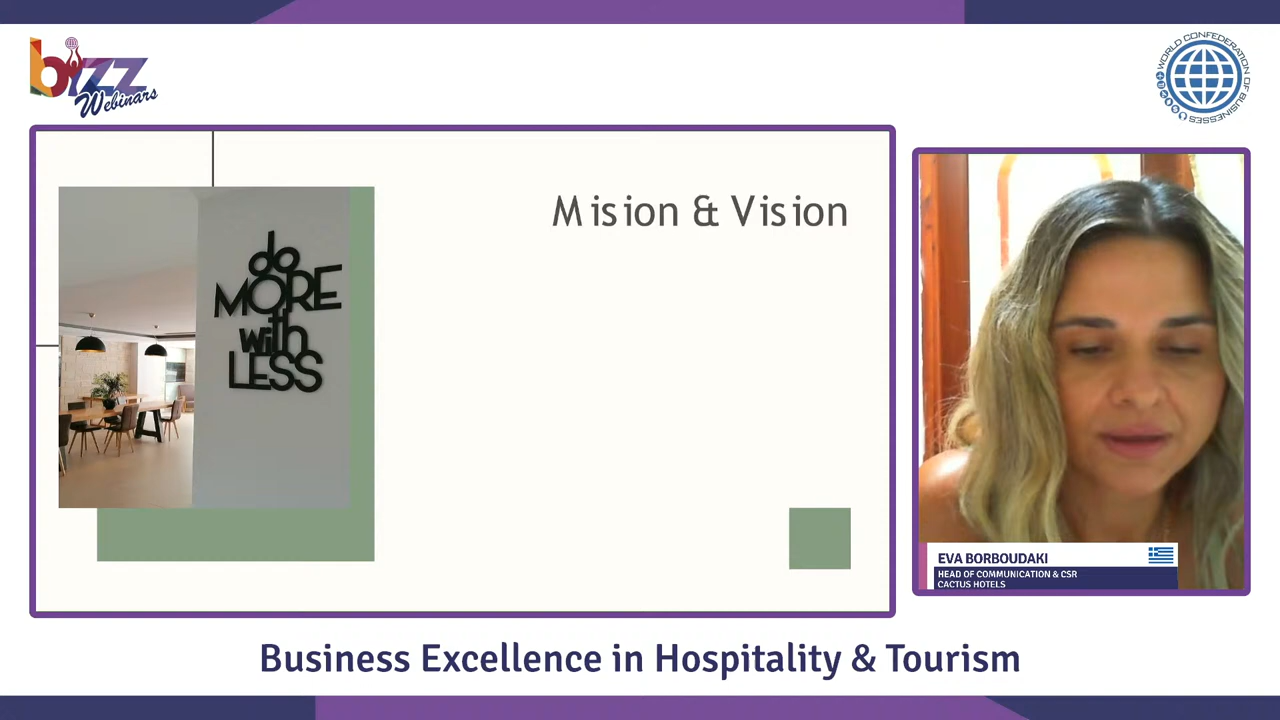 bizz
Webinars
WORLD CONFEDERATION OF BUSINESSES
Mision & Vision
do
MORE
with
LESS
EVA BORBOUDAKI
HEAD OF COMMUNICATION & CSR
CACTUS HOTELS
Business Excellence in Hospitality & Tourism